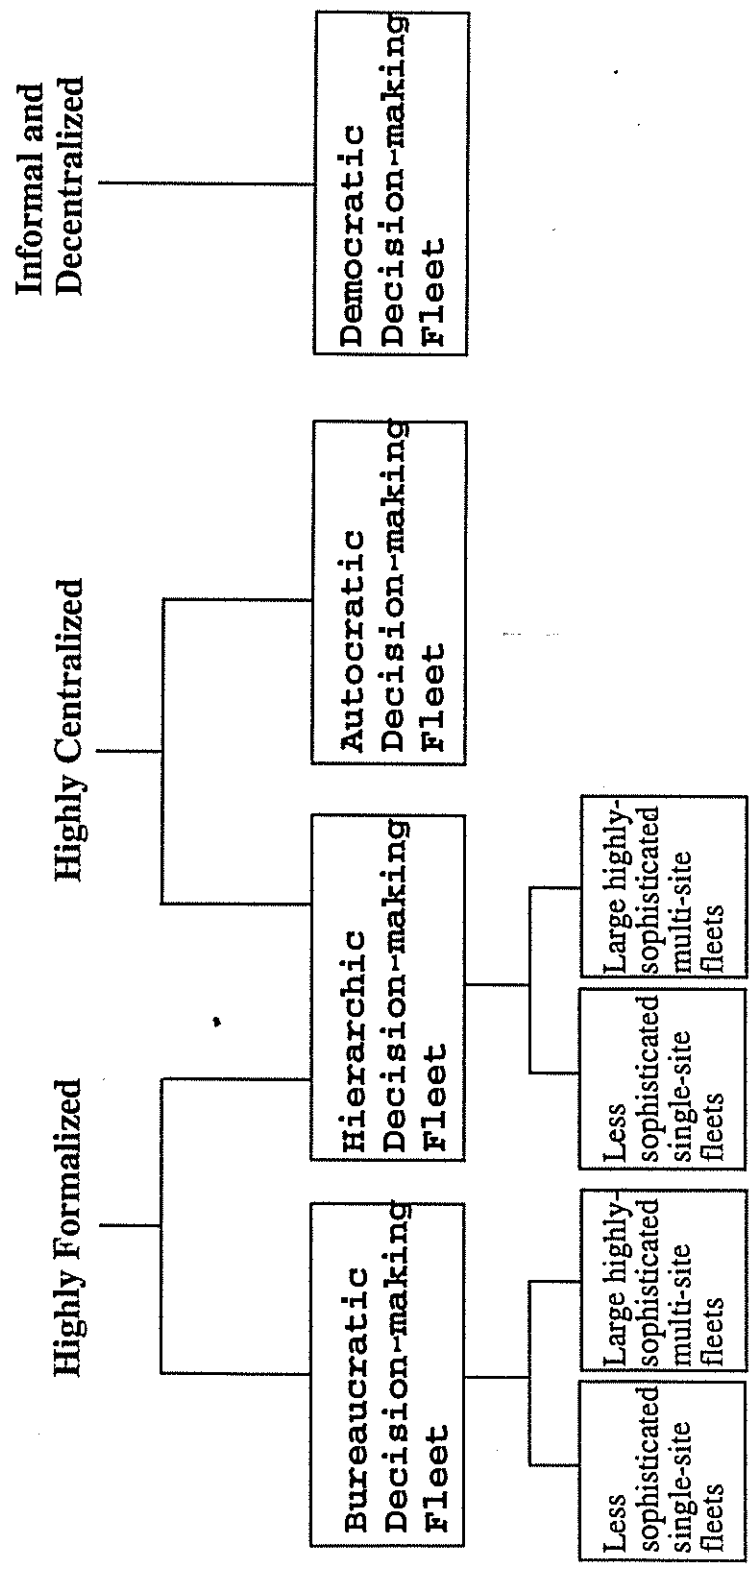 Highly Formalized
Highly Centralized
Informal and
Decentralized
Bureaucratic
Decision-making
Fleet
Hierarchic
Decision-making
Fleet
Autocratic
Decision-making
Fleet
Democratic
Decision-making
Fleet
Less
sophisticated
single-site
fleets
Large highly-
sophisticated
multi-site
fleets
Less
sophisticated
single-site
fleets
Large highly-
sophisticated
multi-site
fleets